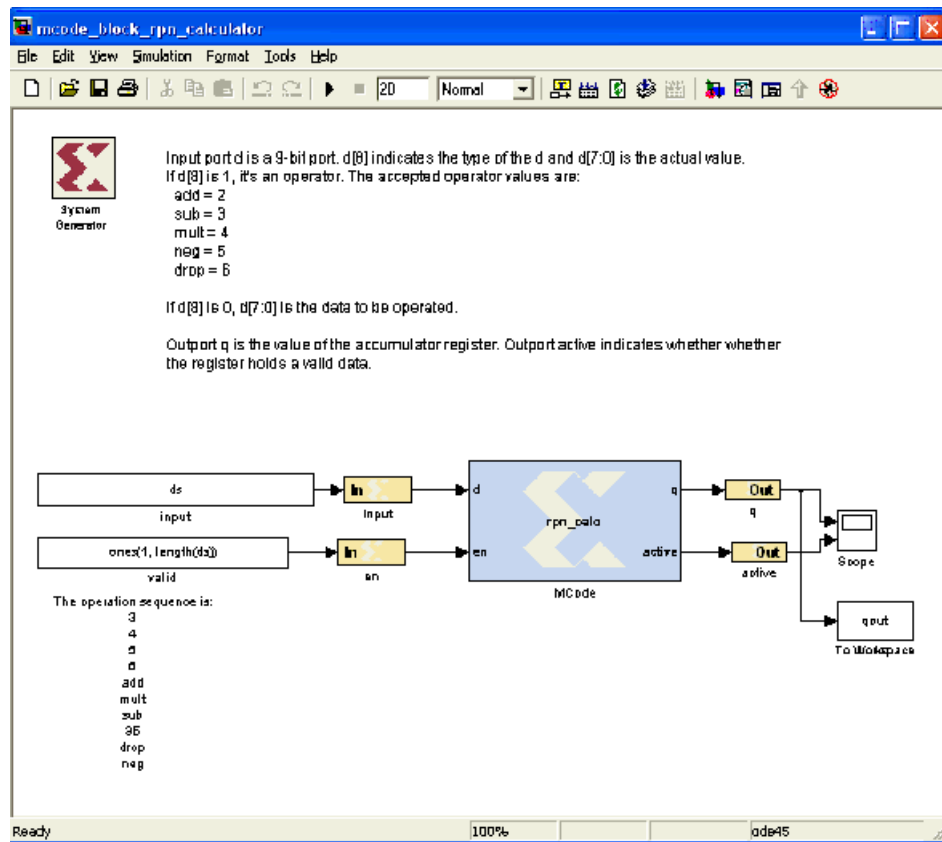 mcode_block_rpn_calculator
File Edit View Simulation Format Tools Help
20 Normal
Input port d is a 9-bit port. d[8] indicates the type of the d and d[7:0] is the actual value.
If d[8] is 1, it's an operator. The accepted operator values are:
add = 2
sub = 3
mult = 4
neg = 5
drop = 6
System
Generator
If d[8] is 0, d[7:0] is the data to be operated.
Outport q is the value of the accumulator register. Outport active indicates whether whether
the register holds a valid data.
ds
input
In
input
d
rpn_calc
q
Out
q
ones(1, length(ds))
valid
In
en
en
active
Out
active
MCode
Scope
qout
To Workspace
The operation sequence is:
3
4
5
6
add
mult
sub
35
drop
neg
Ready 100% ode45